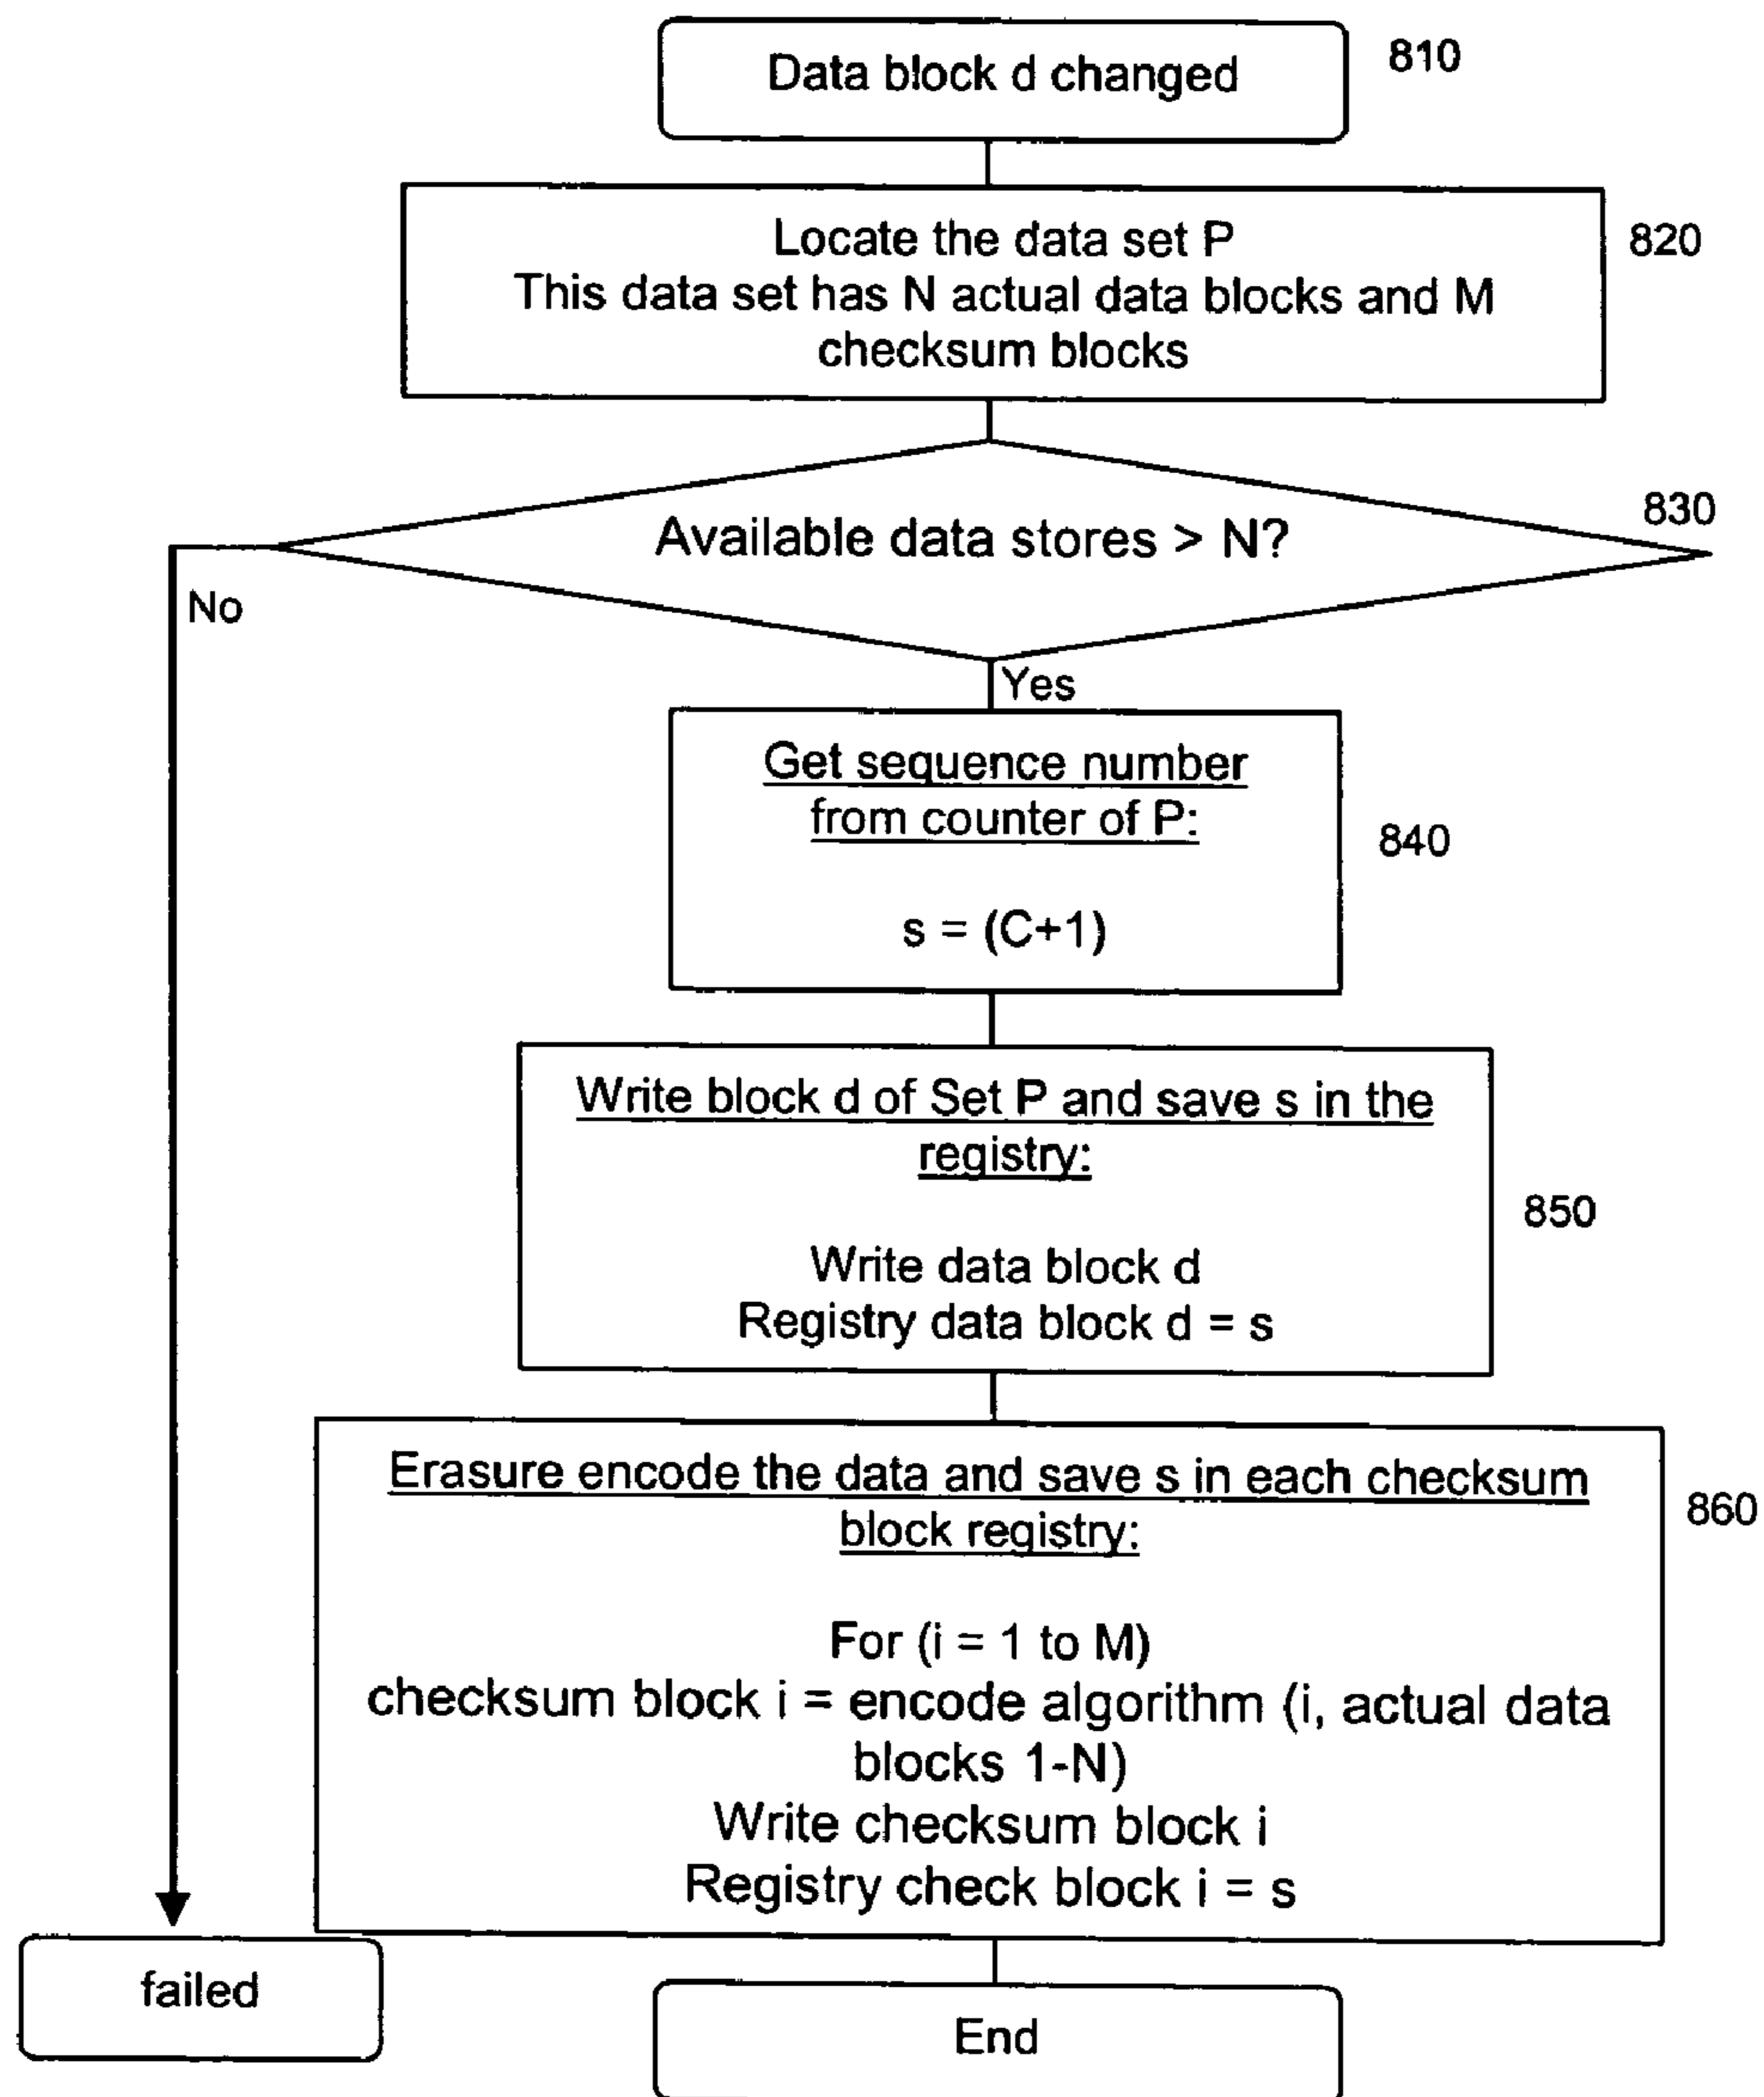 Data block d changed
810
Locate the data set P
This data set has N actual data blocks and M
checksum blocks
820
Available data stores > N?
830
No
Yes
Get sequence number
from counter of P:
s = (C+1)
840
Write block d of Set P and save s in the
registry:
Write data block d
Registry data block d = s
850
Erasure encode the data and save s in each checksum
block registry:
For (i = 1 to M)
checksum block i = encode algorithm (i, actual data
blocks 1-N)
Write checksum block i
Registry check block i = s
860
failed
End